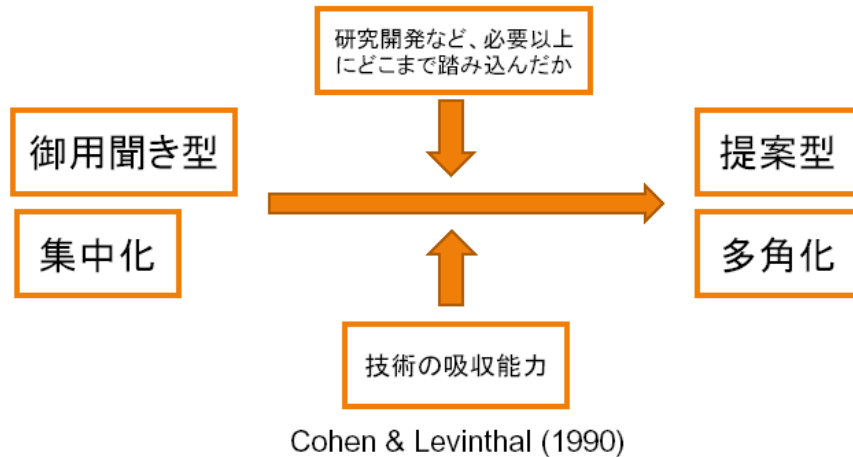 研究開発など、必要以上
にどこまで踏み込んだか
御用聞き型
提案型
集中化
多角化
技術の吸収能力
Cohen & Levinthal (1990)